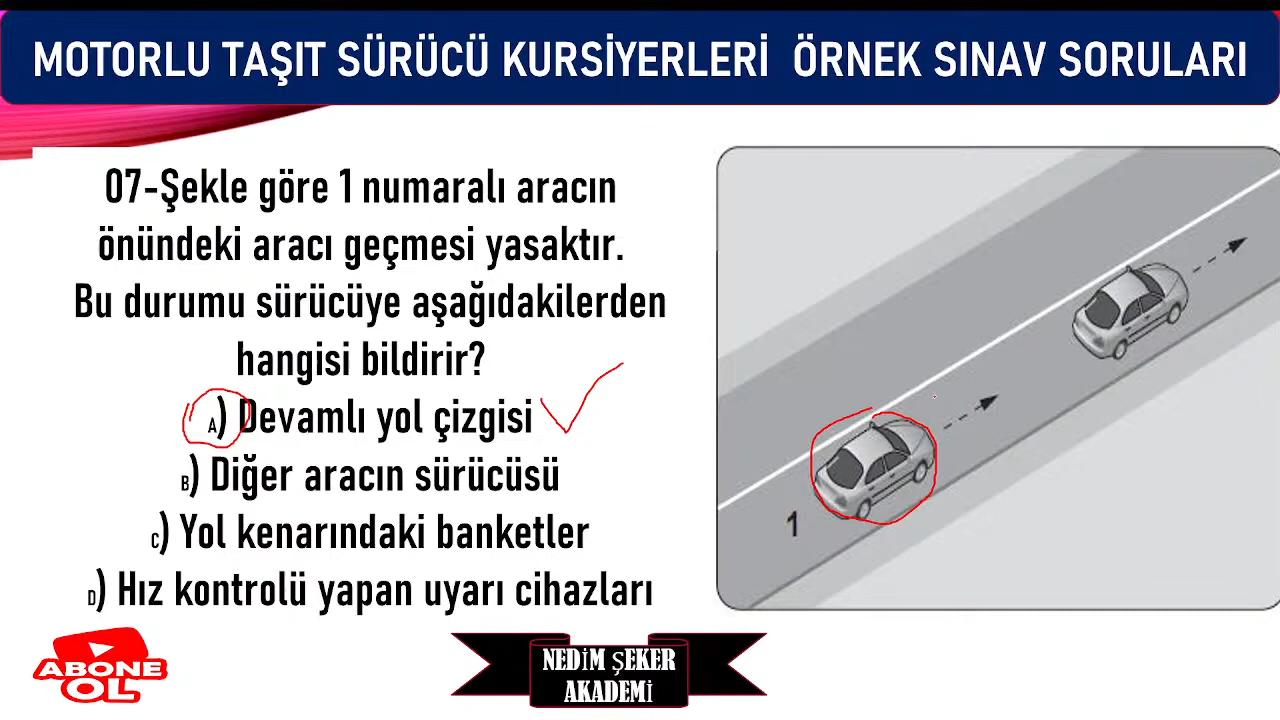 MOTORLU TAŞIT SÜRÜCÜ KURSİYERLERİ ÖRNEK SINAV SORULARI
07-Şekle göre 1 numaralı aracın
önündeki aracı geçmesi yasaktır.
Bu durumu sürücüye aşağıdakilerden
hangisi bildirir?
A) Devamlı yol çizgisi
B) Diğer aracın sürücüsü
C) Yol kenarındaki banketler
D) Hız kontrolü yapan uyarı cihazları
1
ABONE
OL
NEDİM ŞEKER
AKADEMİ